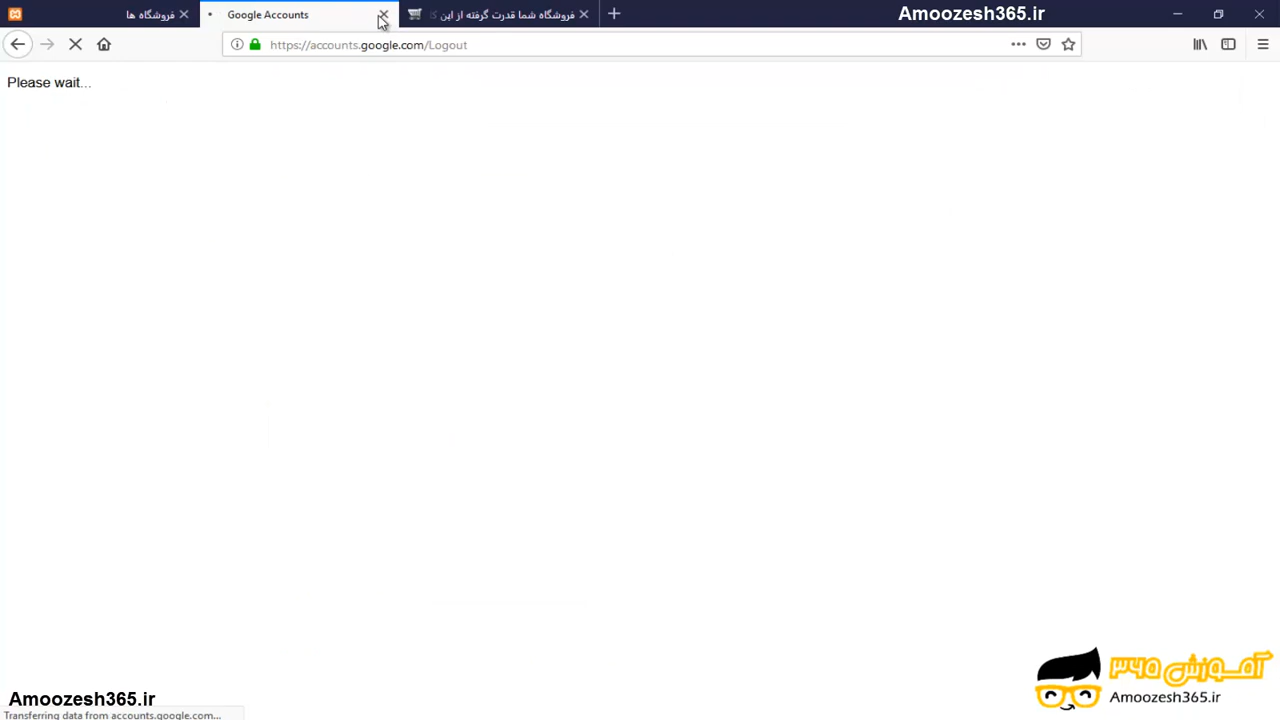 فروشگاه ها
Google Accounts
فروشگاه شما قدرت گرفته از این
Amoozesh365.ir
https://accounts.google.com/Logout
Please wait...
آموزش ۳۶۵
Amoozesh365.ir
Amoozesh365.ir
Transferring data from accounts.google.com...